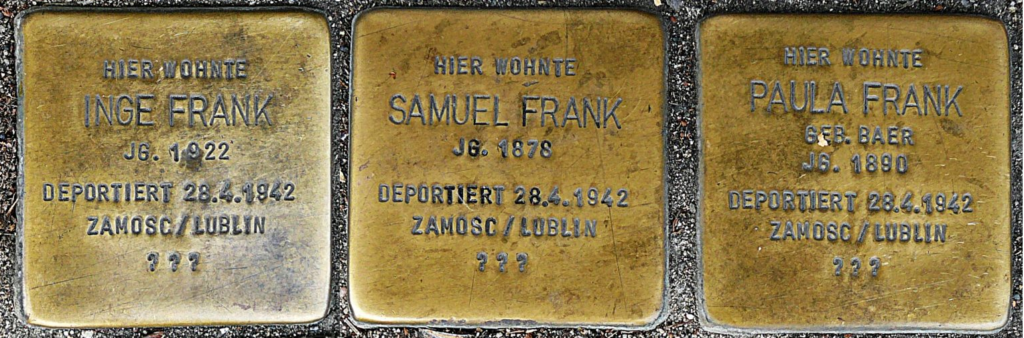 HIER WOHNTE
INGE FRANK
JG. 1922
DEPORTIERT 28.4.1942
ZAMOSC/LUBLIN
???
HIER WOHNTE
SAMUEL FRANK
JG. 1878
DEPORTIERT 28.4.1942
ZAMOSC/LUBLIN
???
HIER WOHNTE
PAULA FRANK
GEB. BAER
JG. 1890
DEPORTIERT 28.4.1942
ZAMOSC/LUBLIN
???